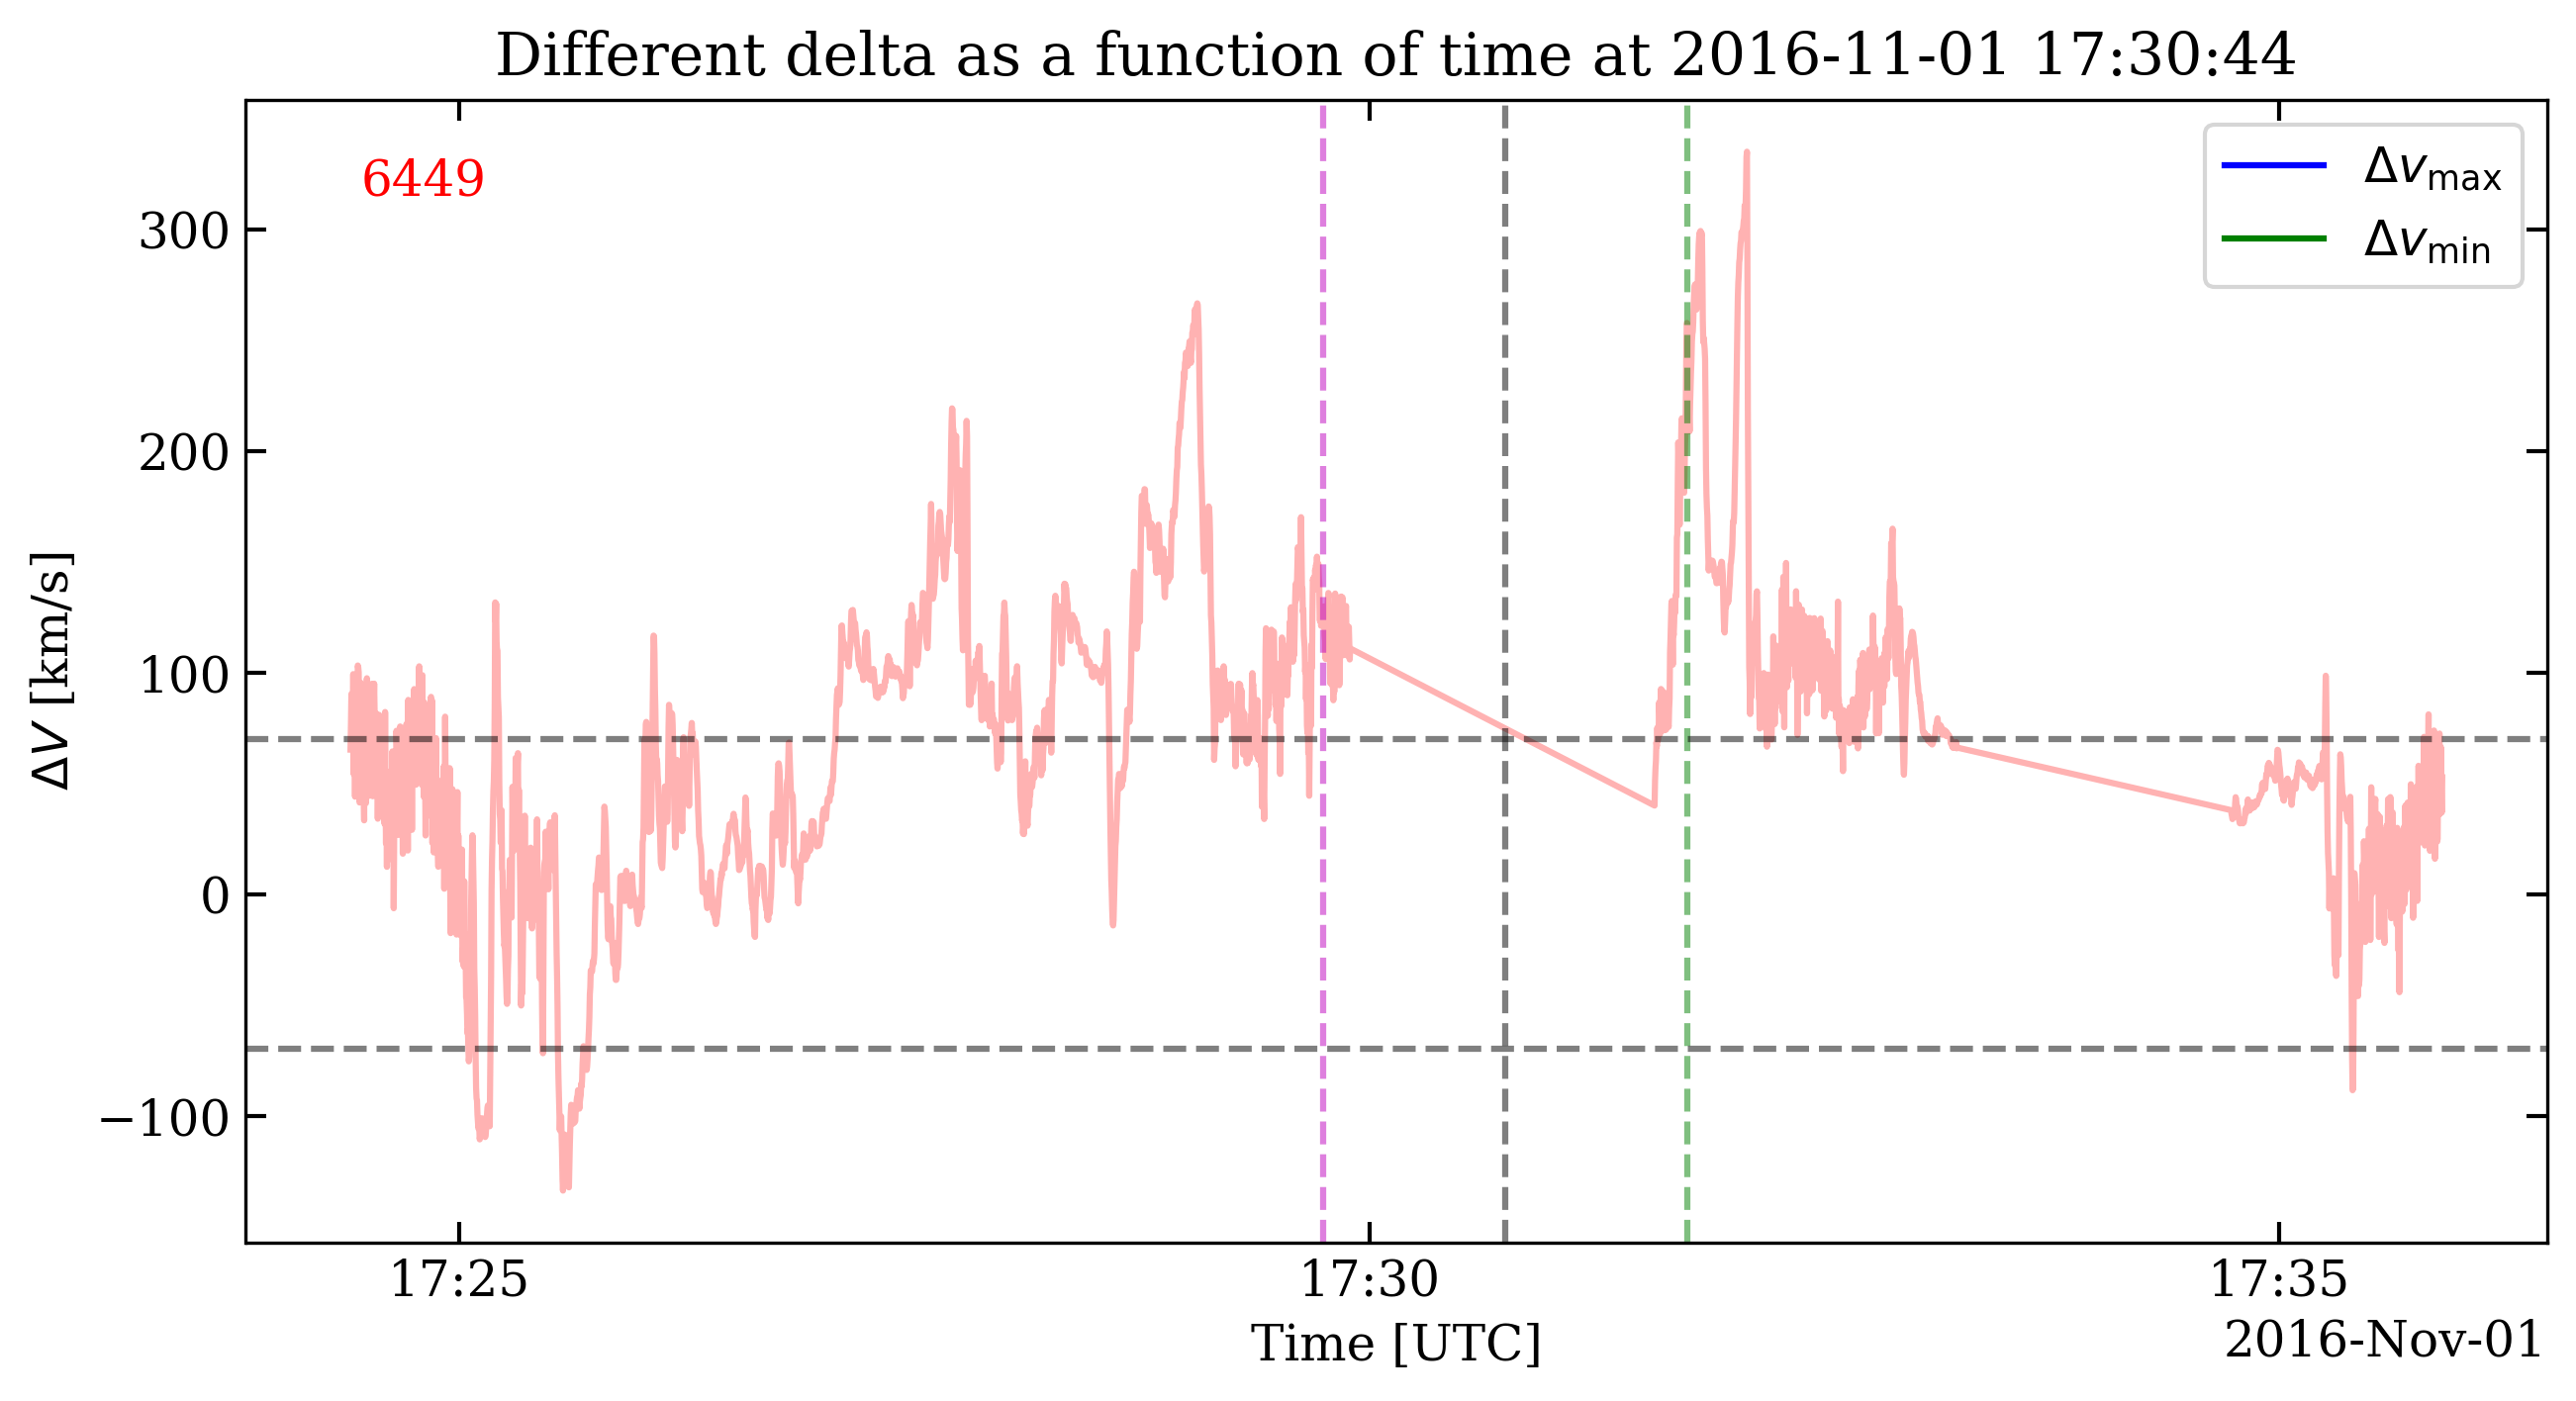 Different delta as a function of time at 2016-11-01 17:30:44
6449
Δv_max
Δv_min
300
200
100
0
−100
ΔV [km/s]
17:25 17:30 17:35
Time [UTC]
2016-Nov-01